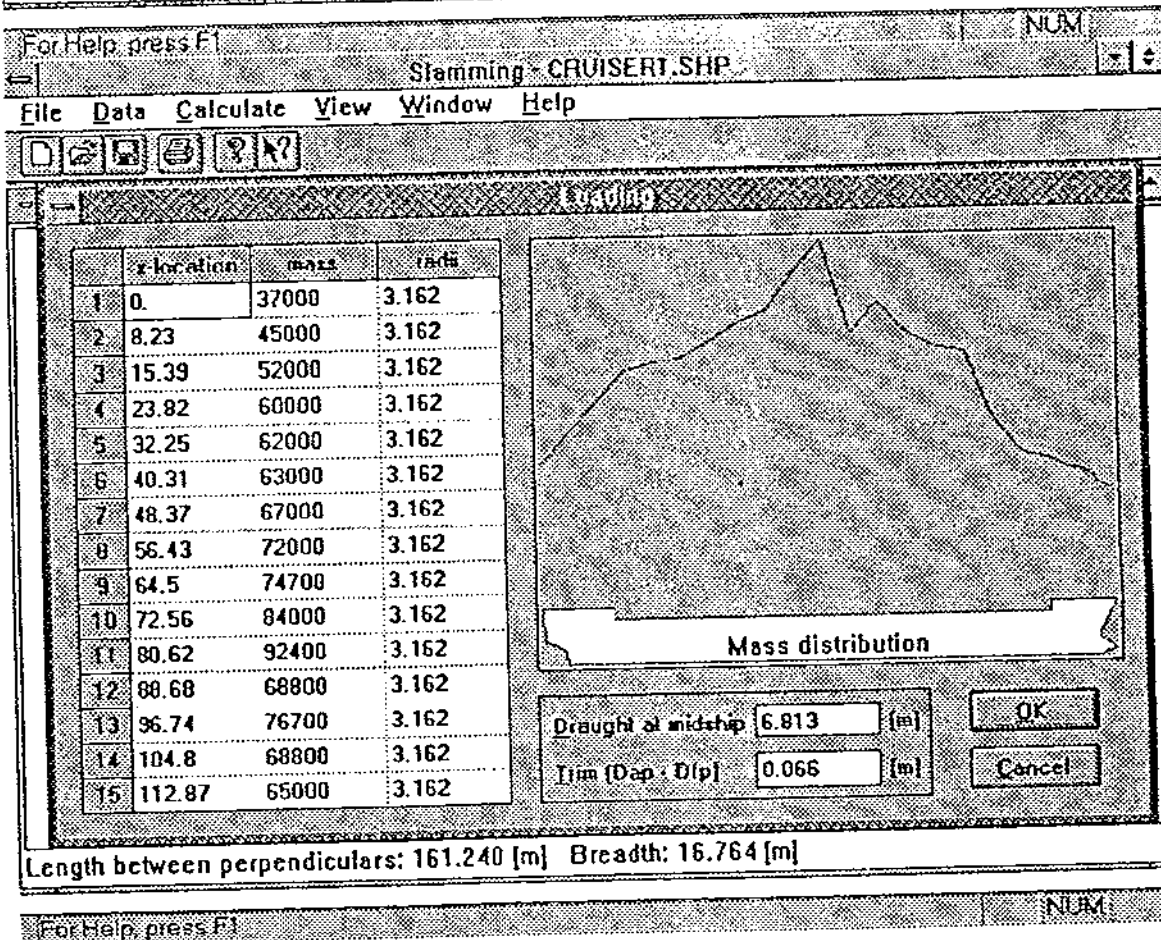 For Help, press F1 NUM
Slamming - CRUISERT.SHP
File Data Calculate View Window Help
Loading
x-location mass radii
1 0. 37000 3.162
2 8.23 45000 3.162
3 15.39 52000 3.162
4 23.82 60000 3.162
5 32.25 62000 3.162
6 40.31 63000 3.162
7 48.37 67000 3.162
8 56.43 72000 3.162
9 64.5 74700 3.162
10 72.56 84000 3.162
11 80.62 92400 3.162
12 88.68 68800 3.162
13 96.74 76700 3.162
14 104.8 68800 3.162
15 112.87 65000 3.162
Mass distribution
Draught at midship 6.813 [m]
Trim (Dap - Dfp) 0.066 [m]
OK
Cancel
Length between perpendiculars: 161.240 [m] Breadth: 16.764 [m]
For Help, press F1 NUM